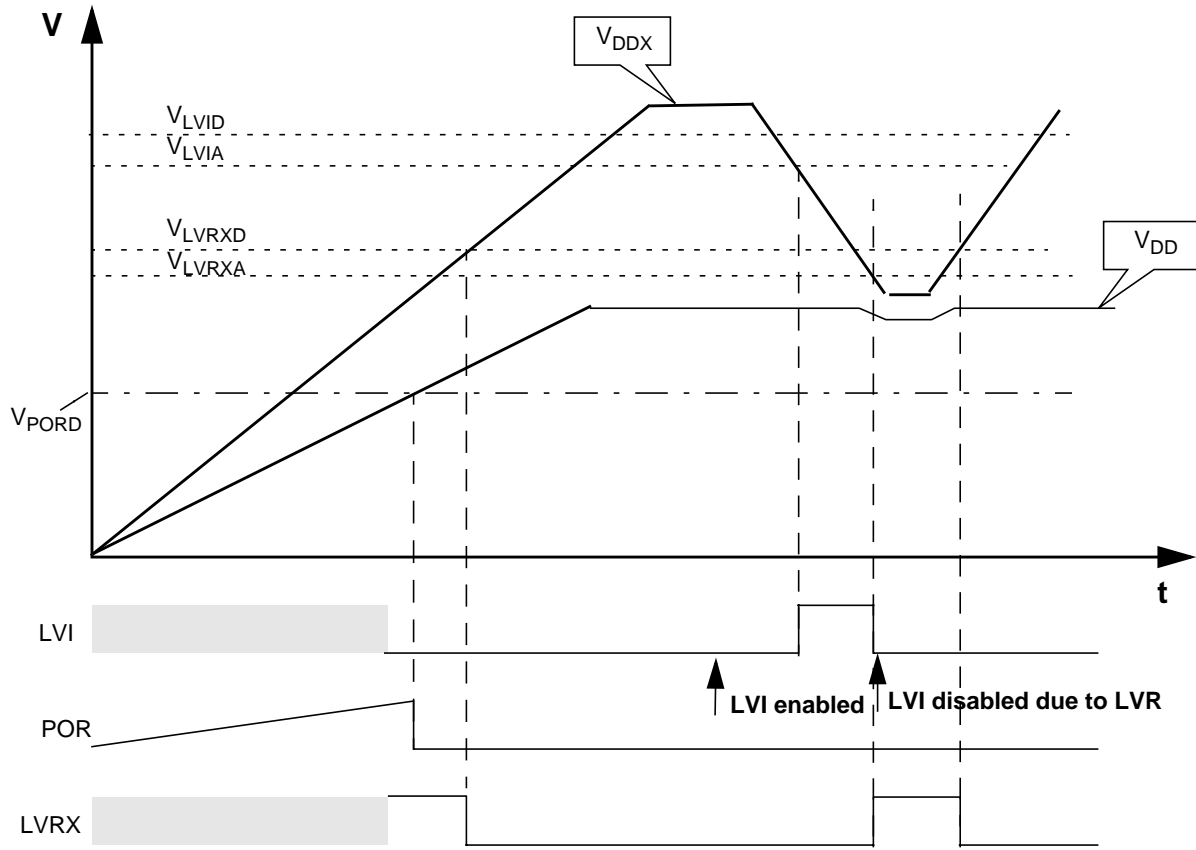 V
VDDX
VLVID
VLVIA
VLVRXD
VLVRXA
VDD
VPORD
t
LVI
LVI enabled
LVI disabled due to LVR
POR
LVRX